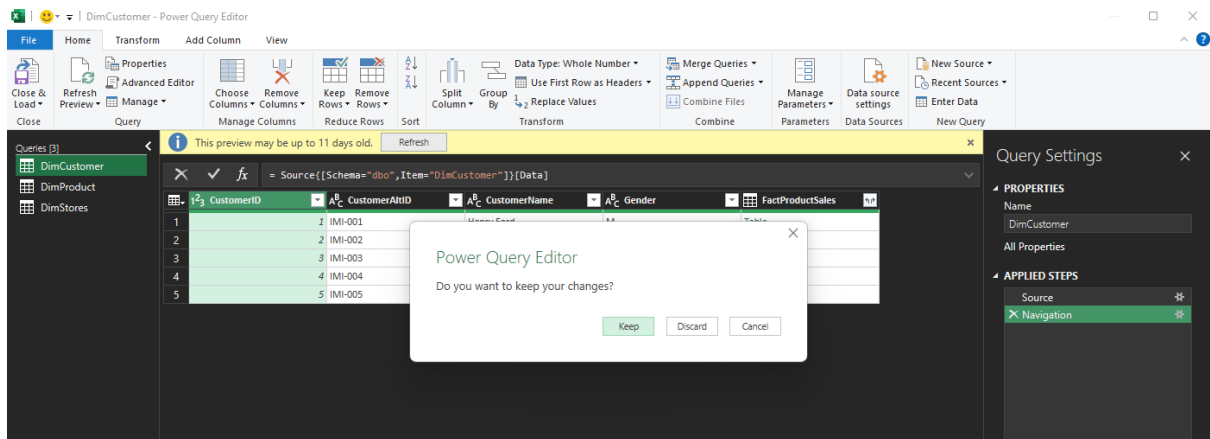 DimCustomer - Power Query Editor
File Home Transform Add Column View
Close & Load
Refresh Preview
Properties
Advanced Editor
Manage
Choose Columns
Remove Columns
Keep Rows
Remove Rows
Split Column
Group By
Data Type: Whole Number
Use First Row as Headers
Replace Values
Merge Queries
Append Queries
Combine Files
Manage Parameters
Data source settings
New Source
Recent Sources
Enter Data
Close Query Manage Columns Reduce Rows Sort Transform Combine Parameters Data Sources New Query
Queries [3]
DimCustomer
DimProduct
DimStores
This preview may be up to 11 days old. Refresh
fx = Source{[Schema="dbo",Item="DimCustomer"]}[Data]
CustomerID CustomerAltID CustomerName Gender FactProductSales
1 1 IMI-001
2 2 IMI-002
3 3 IMI-003
4 4 IMI-004
5 5 IMI-005
Power Query Editor
Do you want to keep your changes?
Keep Discard Cancel
Query Settings
PROPERTIES
Name
DimCustomer
All Properties
APPLIED STEPS
Source
Navigation